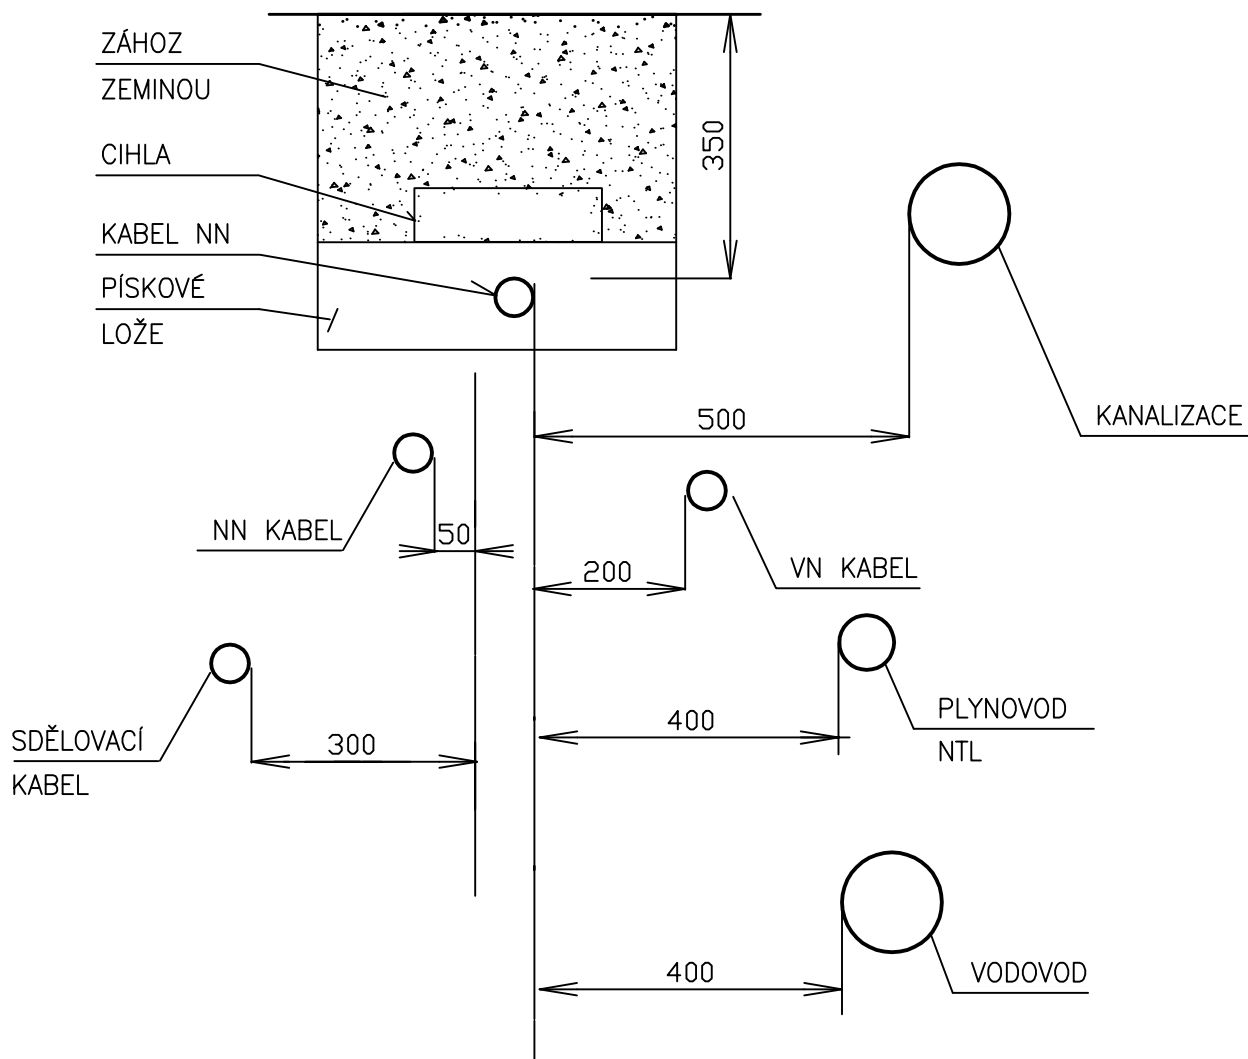 ZÁHOZ
ZEMINOU
CIHLA
KABEL NN
PÍSKOVÉ
LOŽE
350
500
KANALIZACE
NN KABEL
50
200
VN KABEL
SDĚLOVACÍ
KABEL
300
400
PLYNOVOD
NTL
400
VODOVOD